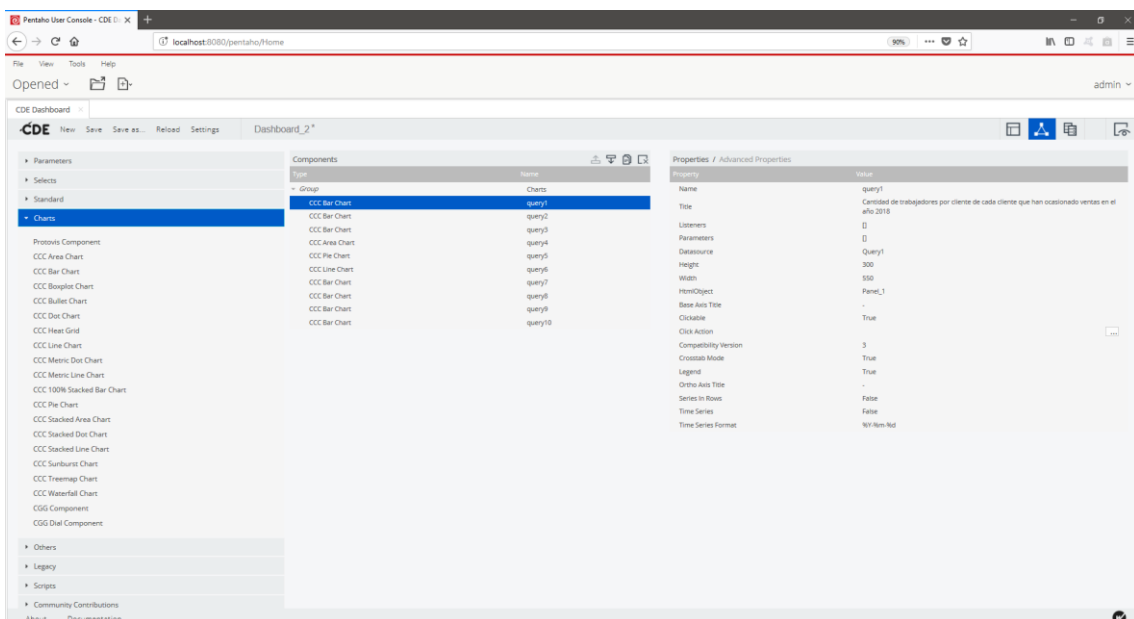 Pentaho User Console - CDE D
localhost:8080/pentaho/Home
90%
File View Tools Help
Opened
admin
CDE Dashboard
CDE New Save Save as... Reload Settings Dashboard_2*
Parameters
Selects
Standard
Charts
Protovis Component
CCC Area Chart
CCC Bar Chart
CCC Boxplot Chart
CCC Bullet Chart
CCC Dot Chart
CCC Heat Grid
CCC Line Chart
CCC Metric Dot Chart
CCC Metric Line Chart
CCC 100% Stacked Bar Chart
CCC Pie Chart
CCC Stacked Area Chart
CCC Stacked Dot Chart
CCC Stacked Line Chart
CCC Sunburst Chart
CCC Treemap Chart
CCC Waterfall Chart
CGG Component
CGG Dial Component
Others
Legacy
Scripts
Community Contributions
About Documentation
Components
Type Name
Group Charts
CCC Bar Chart query1
CCC Bar Chart query2
CCC Bar Chart query3
CCC Area Chart query4
CCC Pie Chart query5
CCC Line Chart query6
CCC Bar Chart query7
CCC Bar Chart query8
CCC Bar Chart query9
CCC Bar Chart query10
Properties / Advanced Properties
Property Value
Name query1
Title Cantidad de trabajadores por cliente de cada cliente que han ocasionado ventas en el
año 2018
Listeners []
Parameters []
Datasource Query1
Height 300
Width 550
HtmlObject Panel_1
Base Axis Title -
Clickable True
Click Action ...
Compatibility Version 3
Crosstab Mode True
Legend True
Ortho Axis Title -
Series In Rows False
Time Series False
Time Series Format %Y-%m-%d